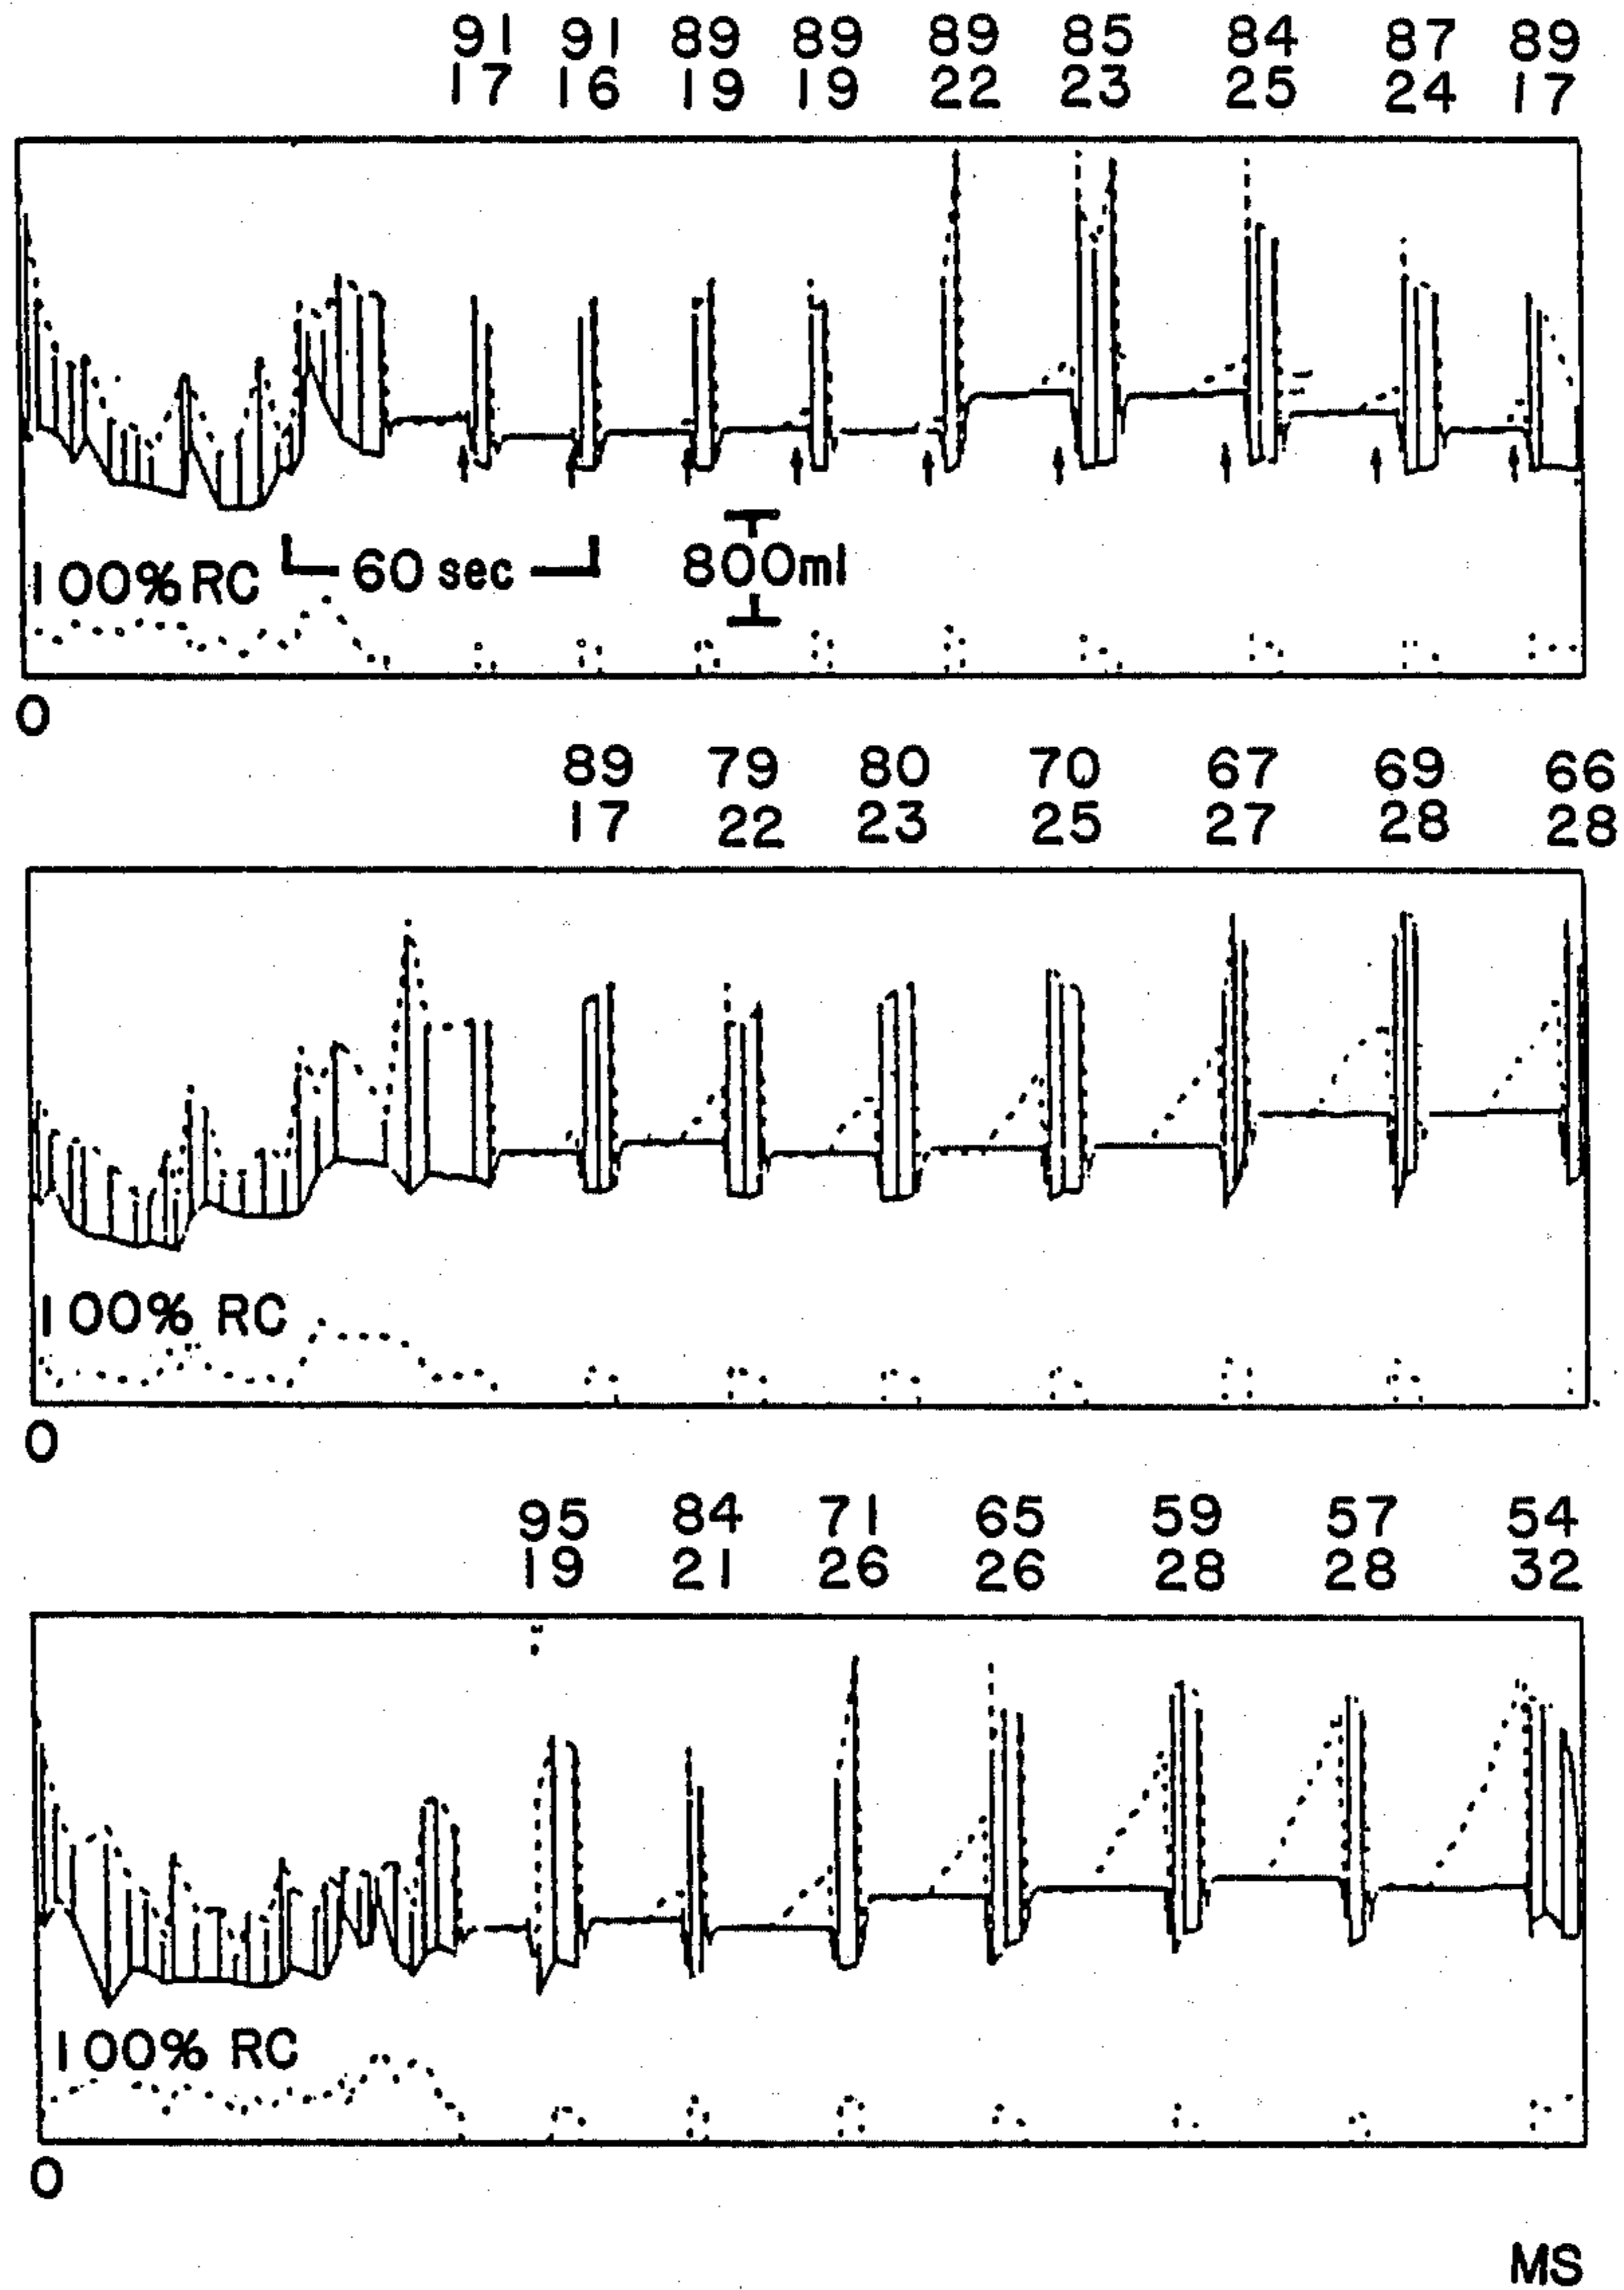 91 91 89 89 89 85 84 87 89
17 16 19 19 22 23 25 24 17
100% RC 60 sec 800ml
0
89 79 80 70 67 69 66
17 22 23 25 27 28 28
100% RC
0
95 84 71 65 59 57 54
19 21 26 26 28 28 32
100% RC
0
MS